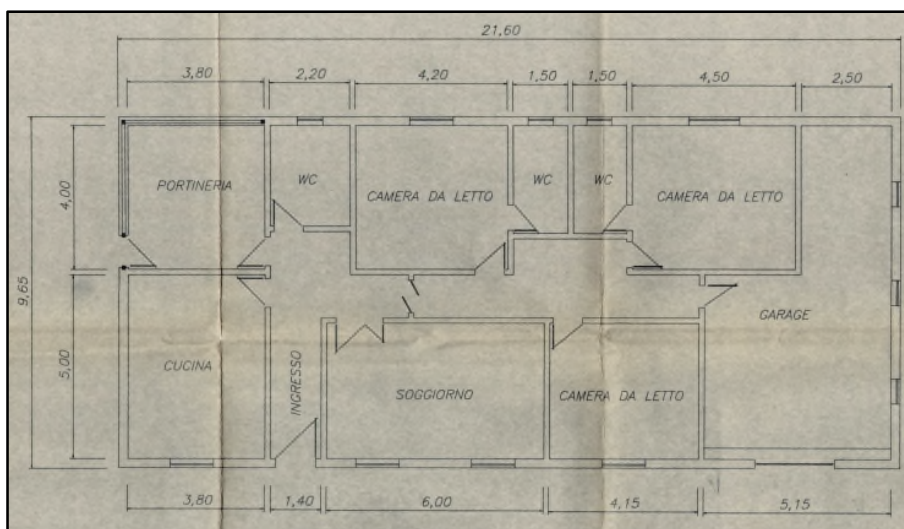 21,60
3,80 2,20 4,20 1,50 1,50 4,50 2,50
4,00
PORTINERIA
WC
CAMERA DA LETTO
WC
WC
CAMERA DA LETTO
9,65
5,00
CUCINA
INGRESSO
SOGGIORNO
CAMERA DA LETTO
GARAGE
3,80 1,40 6,00 4,15 5,15